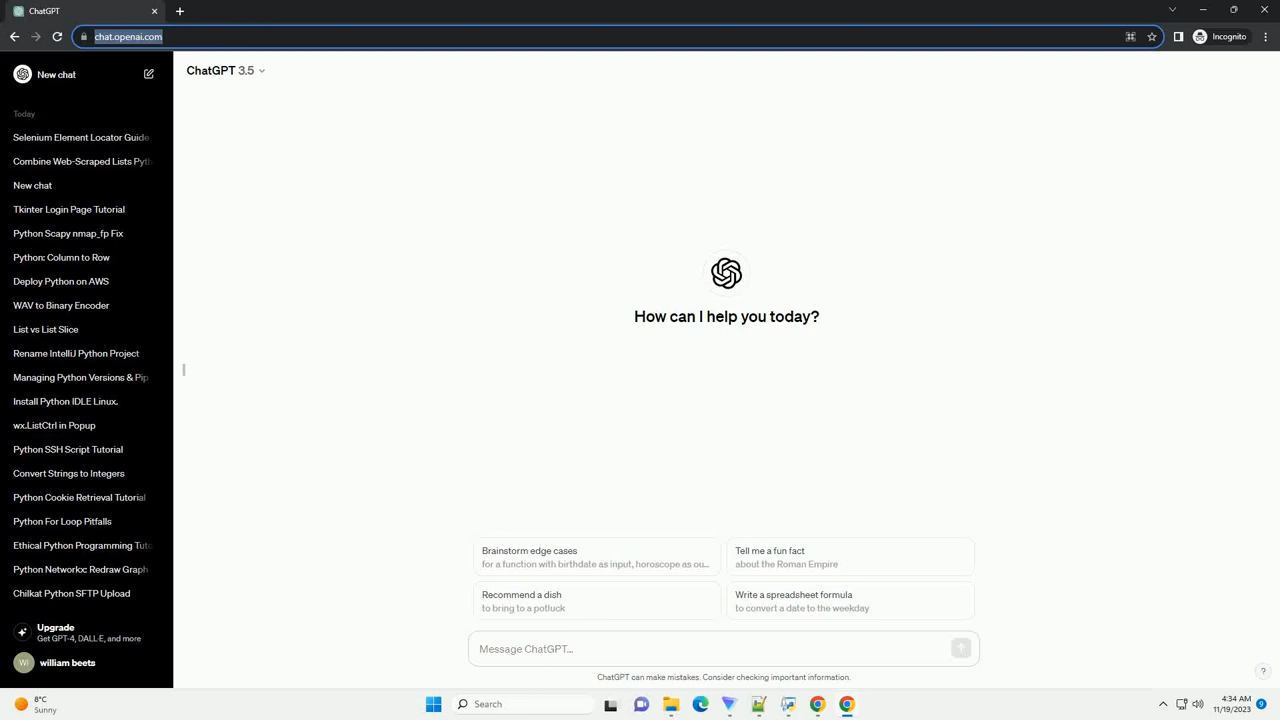 ChatGPT
chat.openai.com
Incognito
New chat
ChatGPT 3.5
Today
Selenium Element Locator Guide
Combine Web-Scraped Lists Pyth
New chat
Tkinter Login Page Tutorial
Python Scapy nmap_fp Fix
Python: Column to Row
Deploy Python on AWS
WAV to Binary Encoder
List vs List Slice
Rename IntelliJ Python Project
Managing Python Versions & Pip
Install Python IDLE Linux.
wx.ListCtrl in Popup
Python SSH Script Tutorial
Convert Strings to Integers
Python Cookie Retrieval Tutorial
Python For Loop Pitfalls
Ethical Python Programming Tuto
Python Networkx Redraw Graph
Chilkat Python SFTP Upload
Upgrade
Get GPT-4, DALL·E, and more
WI
william beets
How can I help you today?
Brainstorm edge cases
for a function with birthdate as input, horoscope as ou...
Tell me a fun fact
about the Roman Empire
Recommend a dish
to bring to a potluck
Write a spreadsheet formula
to convert a date to the weekday
Message ChatGPT...
ChatGPT can make mistakes. Consider checking important information.
?
8°C
Sunny
Search
4:34 AM
11/19/2023
9